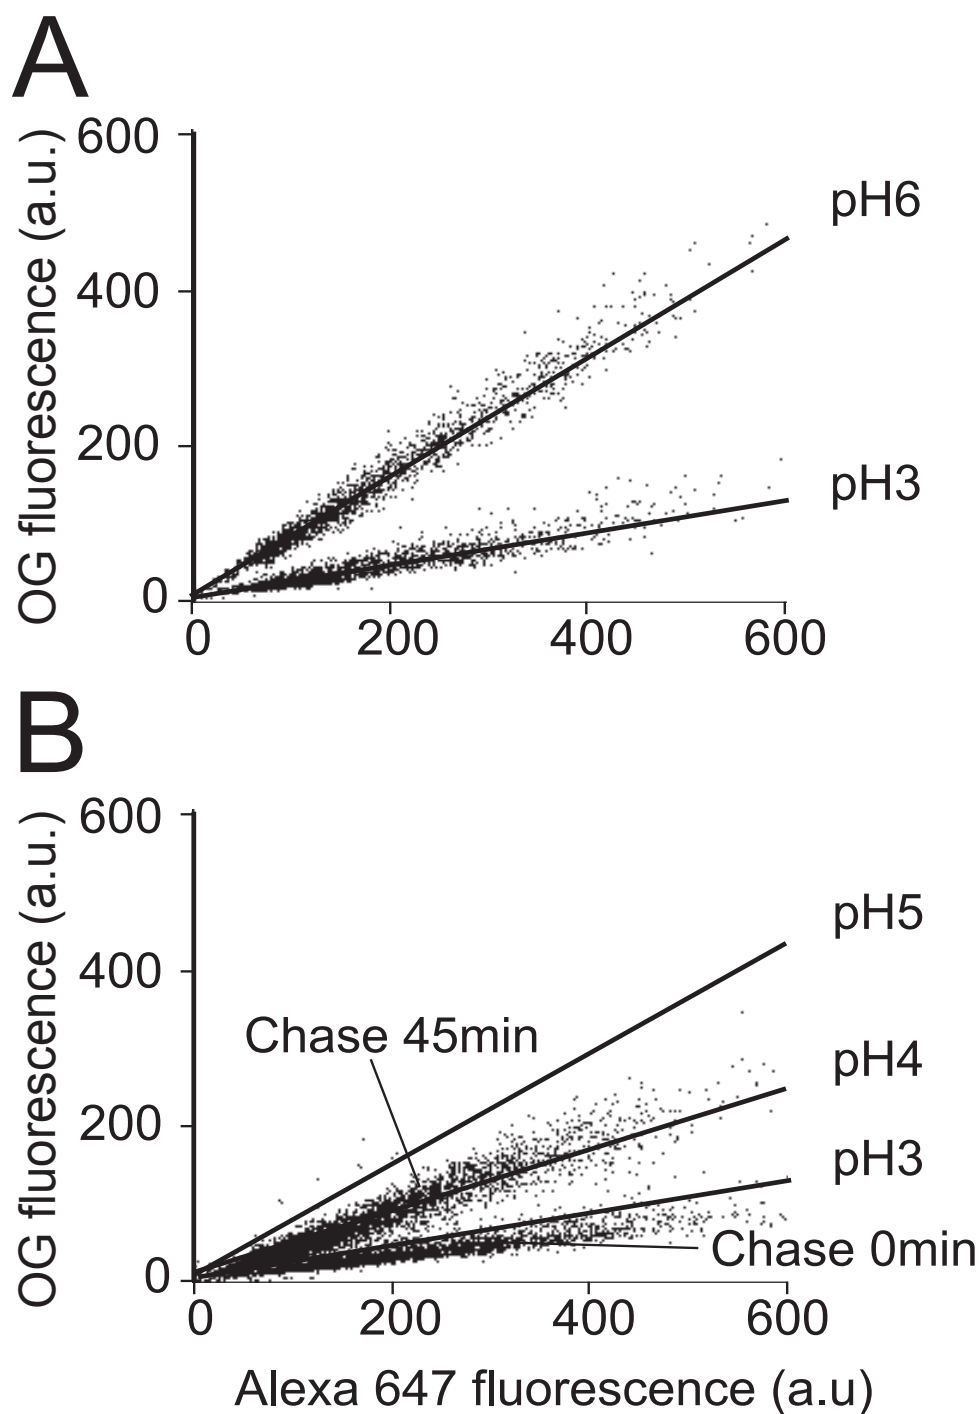 A
OG fluorescence (a.u.)
600
400
200
0
0 200 400 600
pH6
pH3
B
OG fluorescence (a.u.)
600
400
200
0
0 200 400 600
pH5
Chase 45min
pH4
pH3
Chase 0min
Alexa 647 fluorescence (a.u)